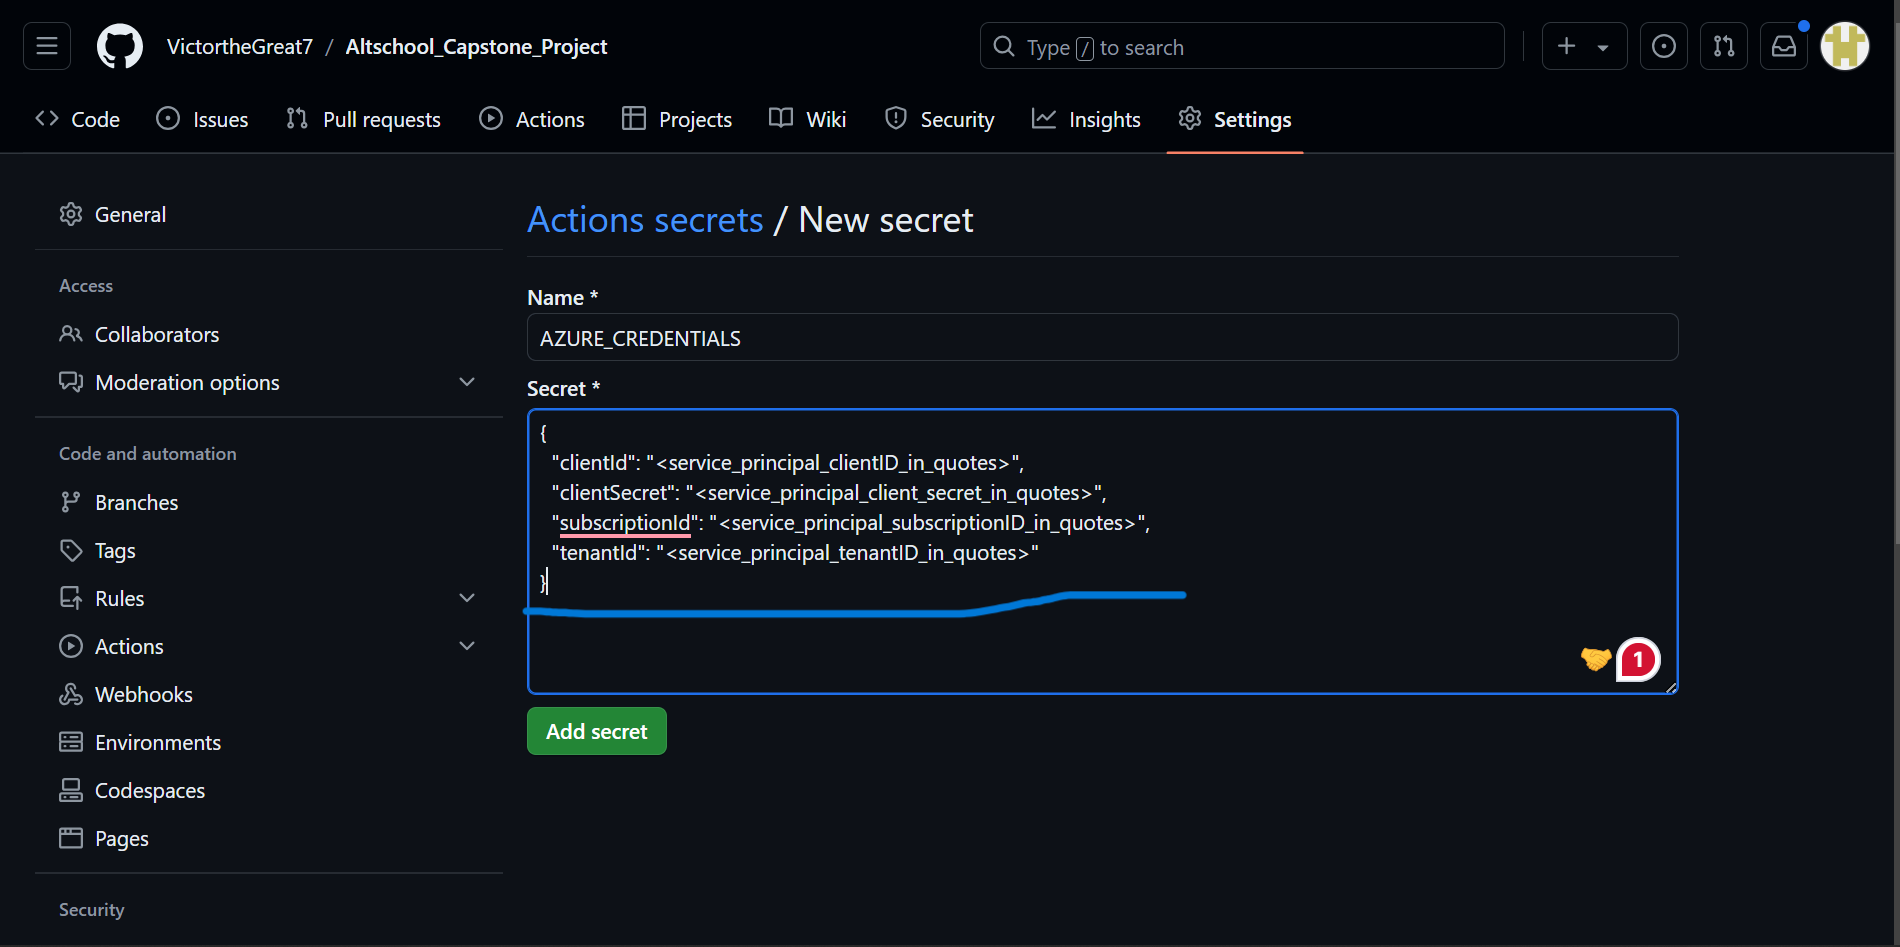 VictortheGreat7 / Altschool_Capstone_Project
Type / to search
Code
Issues
Pull requests
Actions
Projects
Wiki
Security
Insights
Settings
General
Access
Collaborators
Moderation options
Code and automation
Branches
Tags
Rules
Actions
Webhooks
Environments
Codespaces
Pages
Security
Actions secrets / New secret
Name *
AZURE_CREDENTIALS
Secret *
{
"clientId": "<service_principal_clientID_in_quotes>",
"clientSecret": "<service_principal_client_secret_in_quotes>",
"subscriptionId": "<service_principal_subscriptionID_in_quotes>",
"tenantId": "<service_principal_tenantID_in_quotes>"
}
1
Add secret